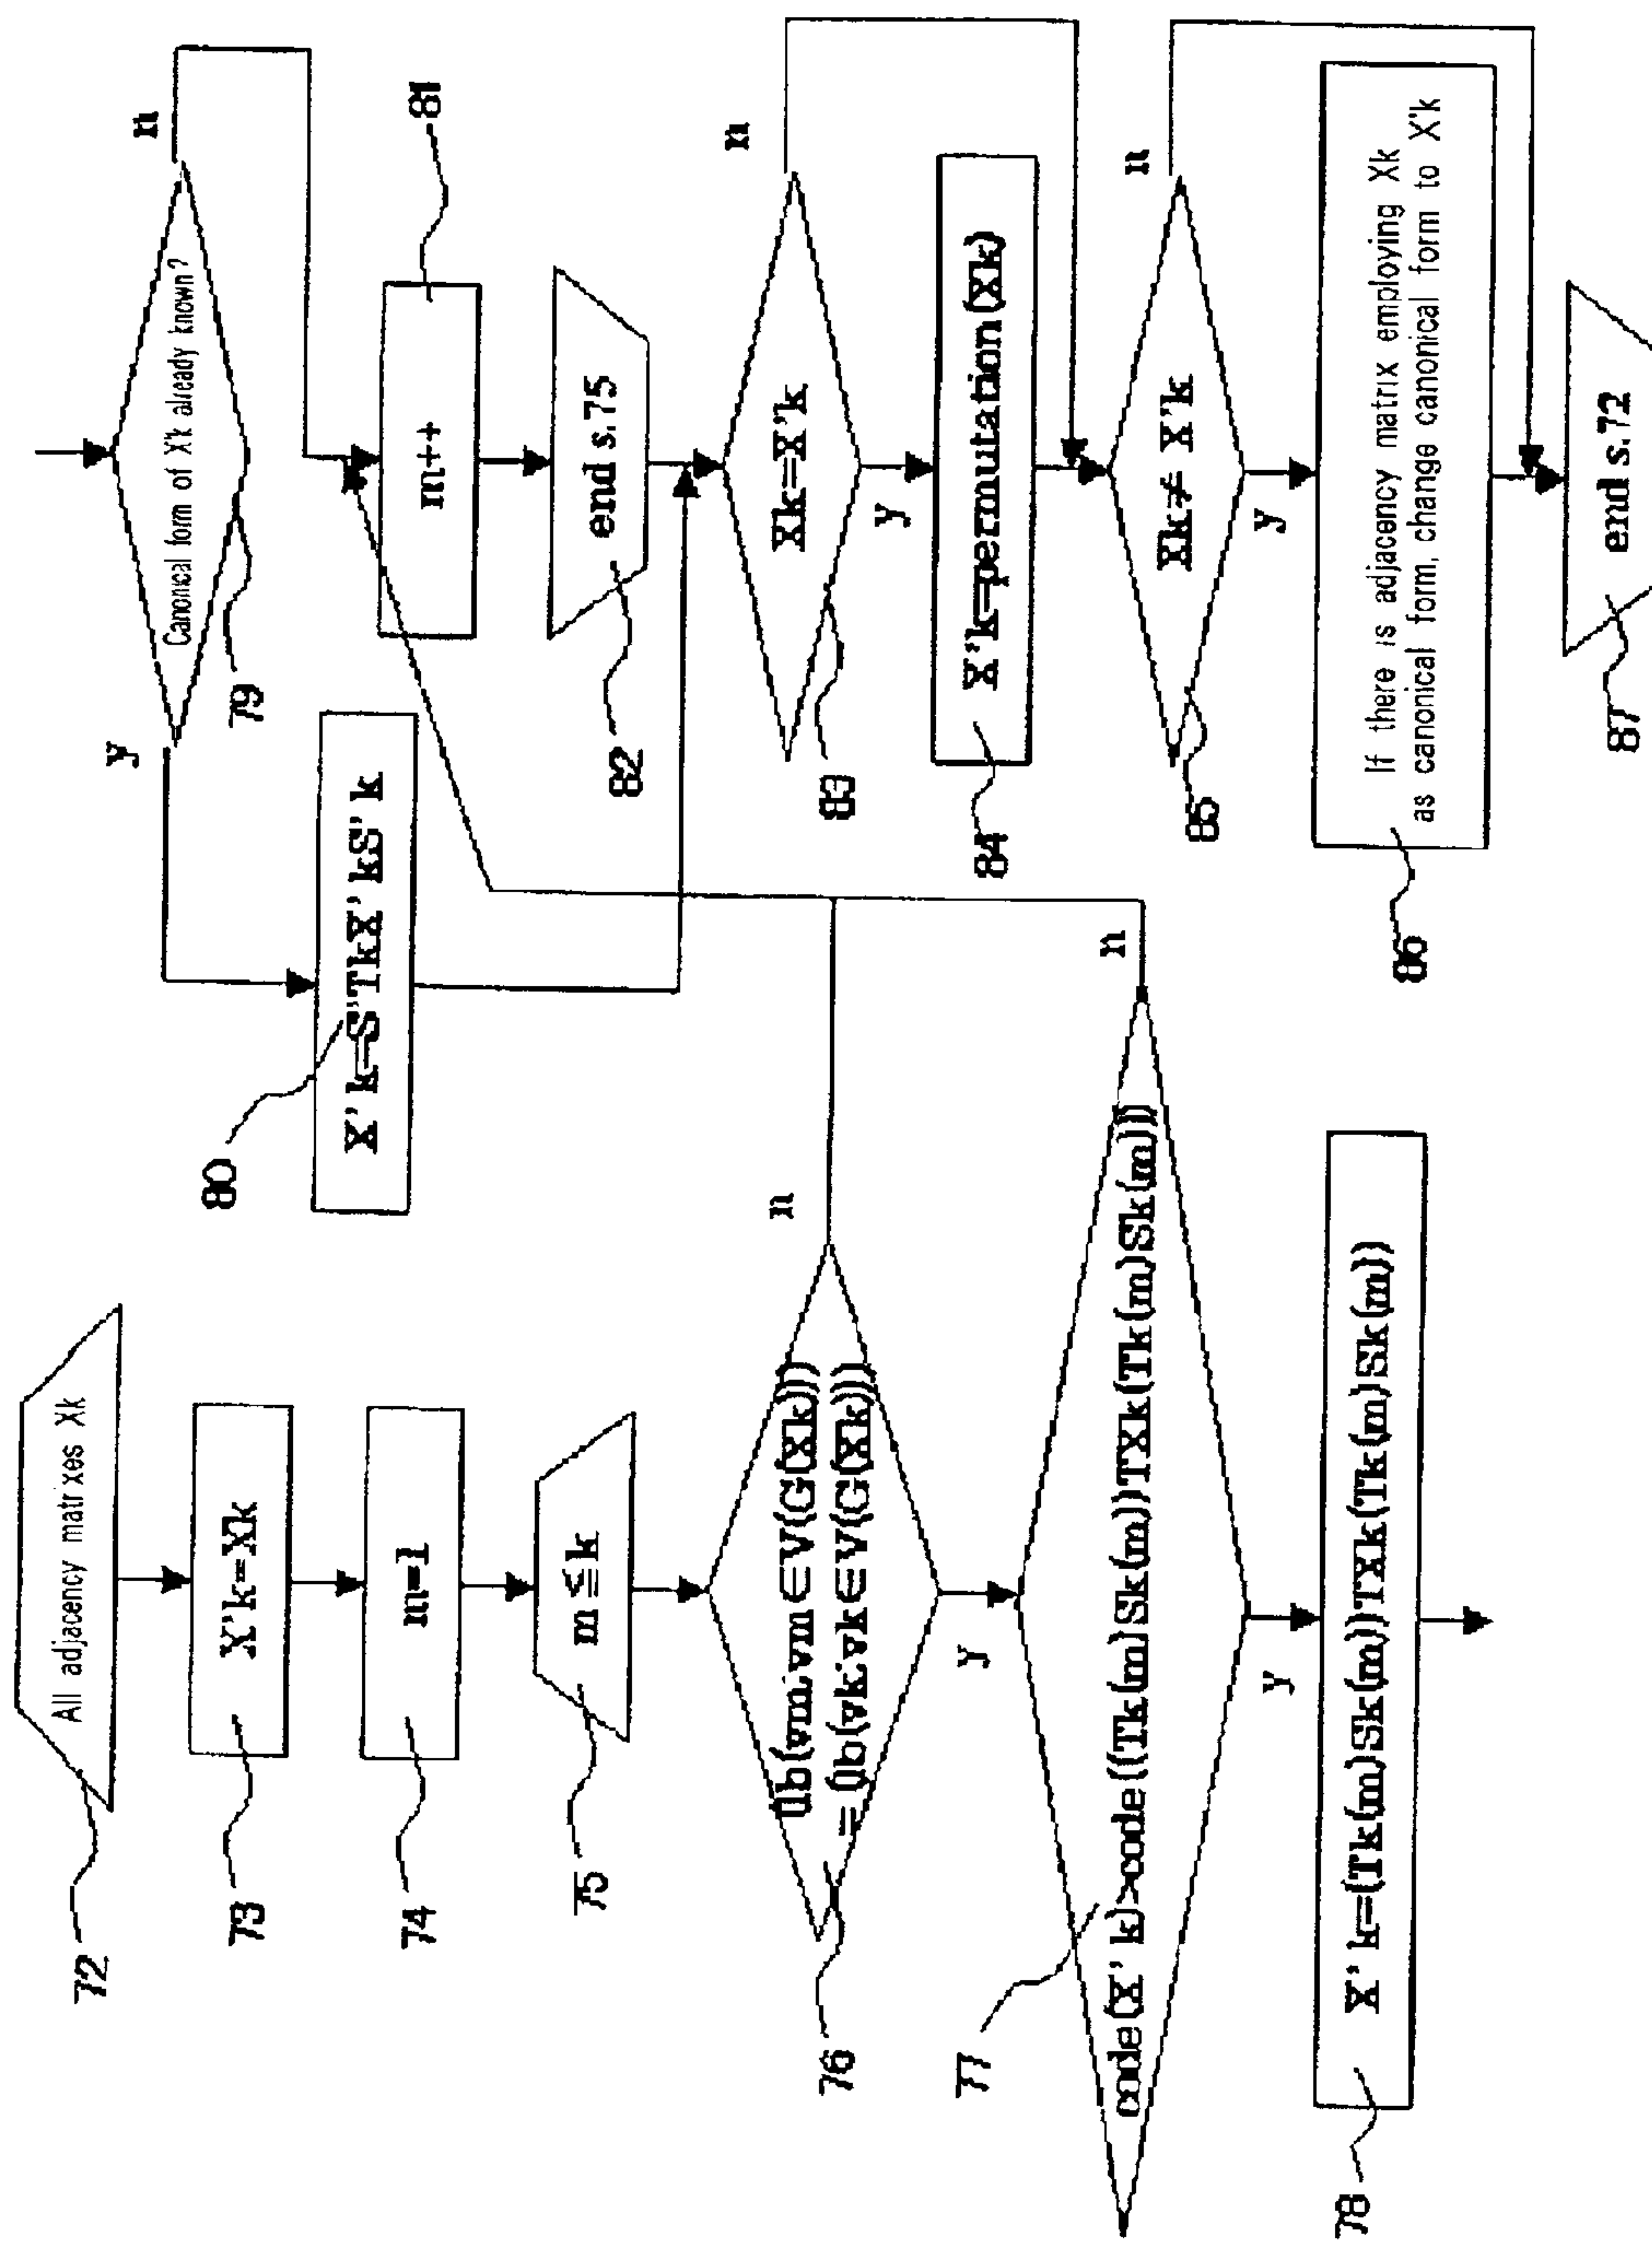 72
All adjacency matrixes Xk
73
X'k=Xk
74
m=1
75
m≦k
76
lb(vm,vm∈V(G(Xk)))
=lb(vk,vk∈V(G(Xk)))
n
y
77
code(X'k)>code((Tk(m)Sk(m))TXk(Tk(m)Sk(m)))
n
y
78
X'k=(Tk(m)Sk(m))TXk(Tk(m)Sk(m))
Canonical form of X'k already known?
79
y
n
80
X'k=S'TkX'kS'k
m++
81
end s.75
82
Xk=X'k
83
n
y
X'k=permutation(Xk)
84
Xk≠X'k
85
n
y
If there is adjacency matrix employing Xk
as canonical form, change canonical form to X'k
86
end s.72
87